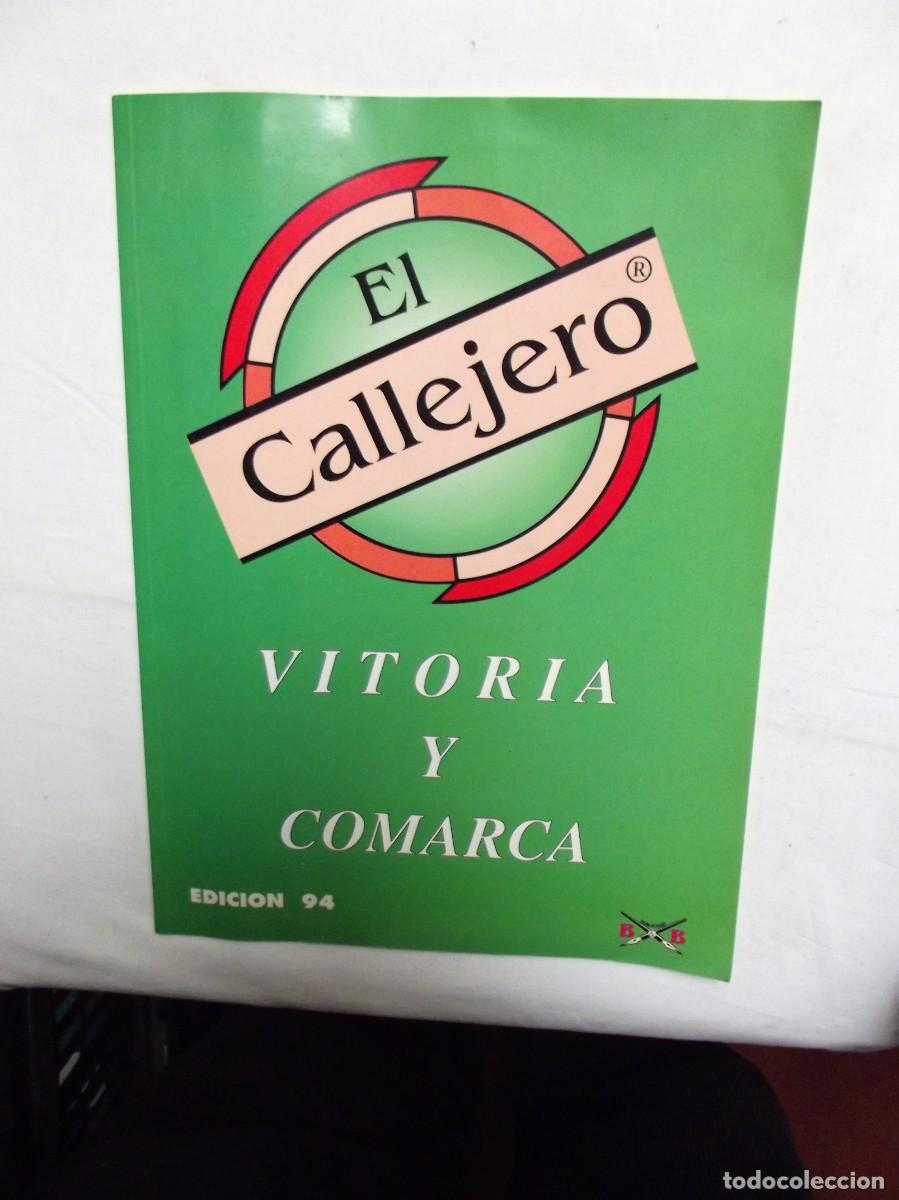 El
Callejero®
VITORIA
Y
COMARCA
EDICION 94
B B
todocoleccion